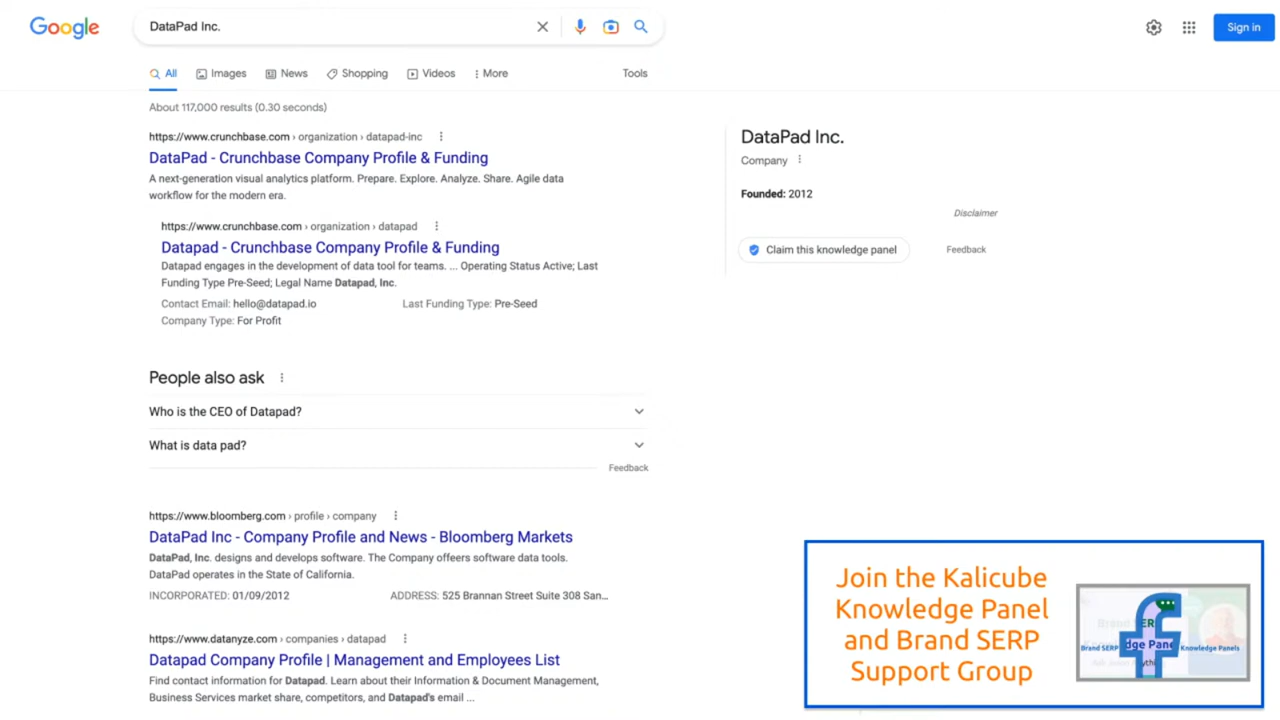 Google
DataPad Inc.
Sign in
All Images News Shopping Videos More Tools
About 117,000 results (0.30 seconds)
https://www.crunchbase.com › organization › datapad-inc
DataPad - Crunchbase Company Profile & Funding
A next-generation visual analytics platform. Prepare. Explore. Analyze. Share. Agile data
workflow for the modern era.
https://www.crunchbase.com › organization › datapad
Datapad - Crunchbase Company Profile & Funding
Datapad engages in the development of data tool for teams. ... Operating Status Active; Last
Funding Type Pre-Seed; Legal Name Datapad, Inc.
Contact Email: hello@datapad.io Last Funding Type: Pre-Seed
Company Type: For Profit
People also ask
Who is the CEO of Datapad?
What is data pad?
Feedback
https://www.bloomberg.com › profile › company
DataPad Inc - Company Profile and News - Bloomberg Markets
DataPad, Inc. designs and develops software. The Company offeers software data tools.
DataPad operates in the State of California.
INCORPORATED: 01/09/2012 ADDRESS: 525 Brannan Street Suite 308 San...
https://www.datanyze.com › companies › datapad
Datapad Company Profile | Management and Employees List
Find contact information for Datapad. Learn about their Information & Document Management,
Business Services market share, competitors, and Datapad's email ...
DataPad Inc.
Company
Founded: 2012
Disclaimer
Claim this knowledge panel Feedback
Join the Kalicube
Knowledge Panel
and Brand SERP
Support Group
Brand SERP
Knowledge Panels